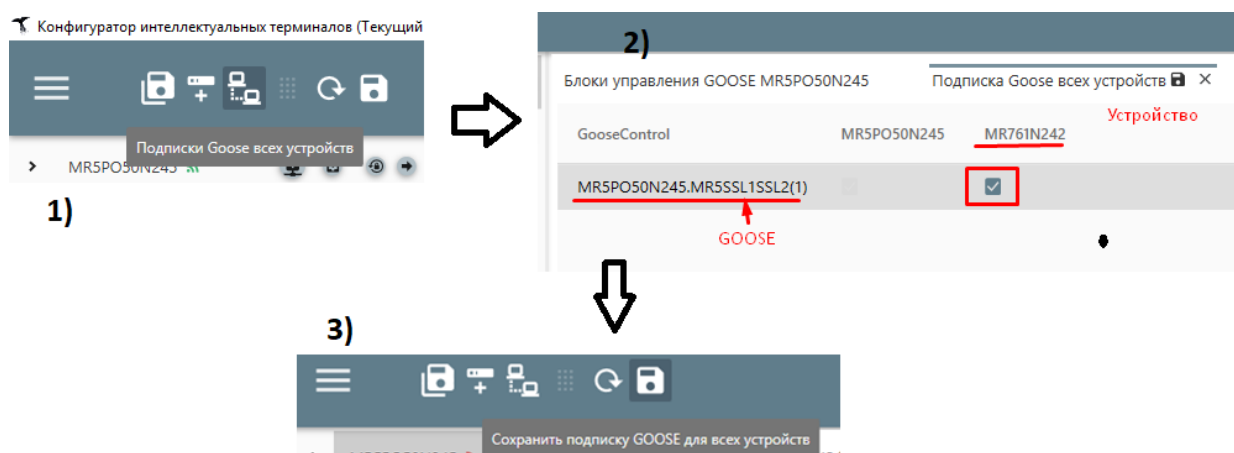 Конфигуратор интеллектуальных терминалов (Текущий
Подписки Goose всех устройств
MR5PO50N245
1)
2)
Блоки управления GOOSE MR5PO50N245
Подписка Goose всех устройств
Устройство
GooseControl
MR5PO50N245
MR761N242
MR5PO50N245.MR5SSL1SSL2(1)
GOOSE
3)
Сохранить подписку GOOSE для всех устройств